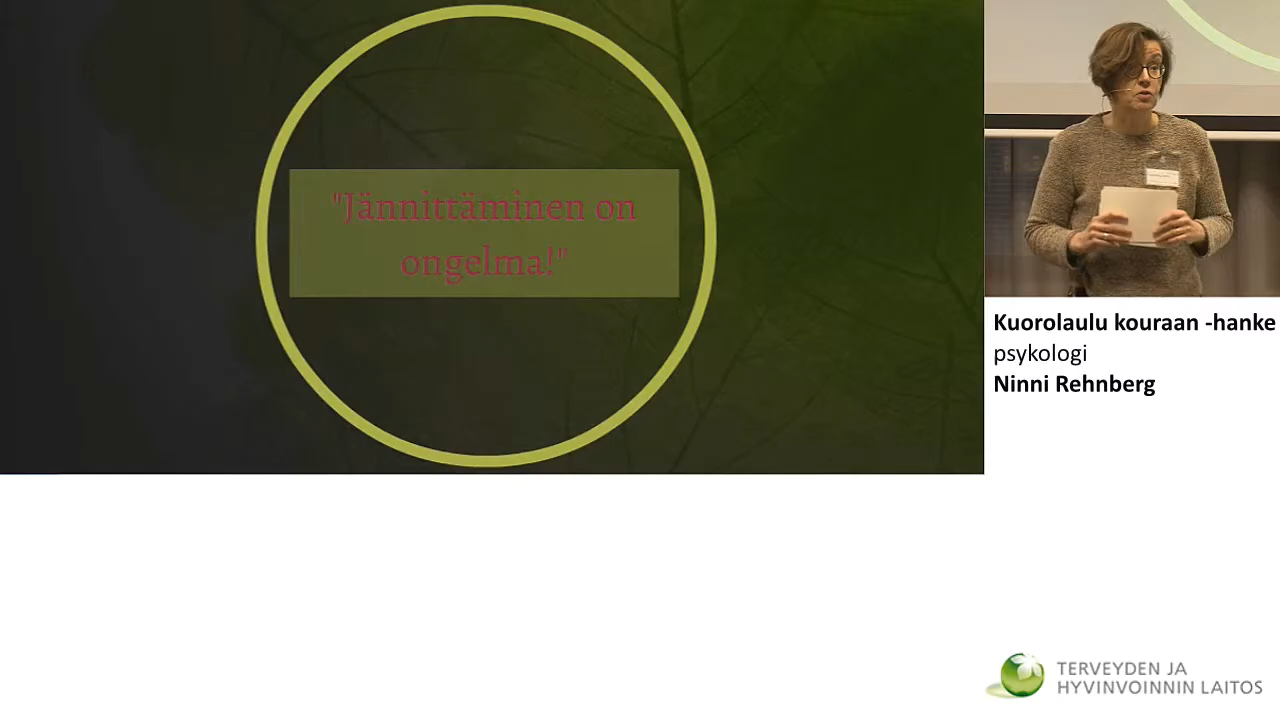 "Jännittäminen on
ongelma!"
Kuorolaulu kouraan -hanke
psykologi
Ninni Rehnberg
TERVEYDEN JA
HYVINVOINNIN LAITOS